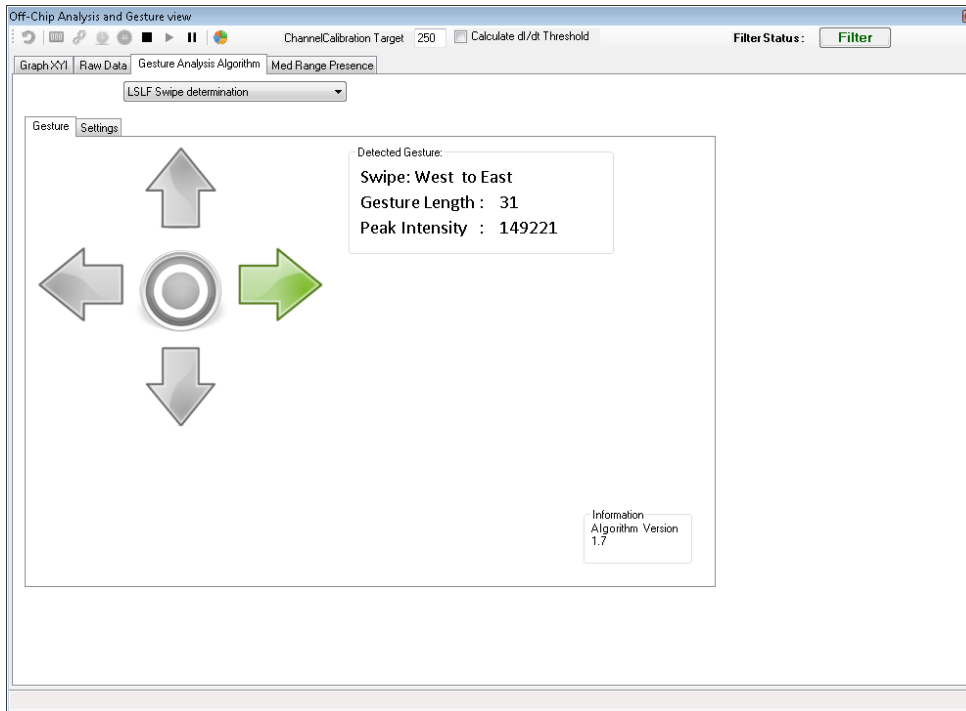 Off-Chip Analysis and Gesture view
ChannelCalibration Target 250 Calculate dI/dt Threshold FilterStatus: Filter
Graph XYI Raw Data Gesture Analysis Algorithm Med Range Presence
LSLF Swipe determination
Gesture Settings
Detected Gesture:
Swipe: West to East
Gesture Length : 31
Peak Intensity : 149221
Information
Algorithm Version
1.7